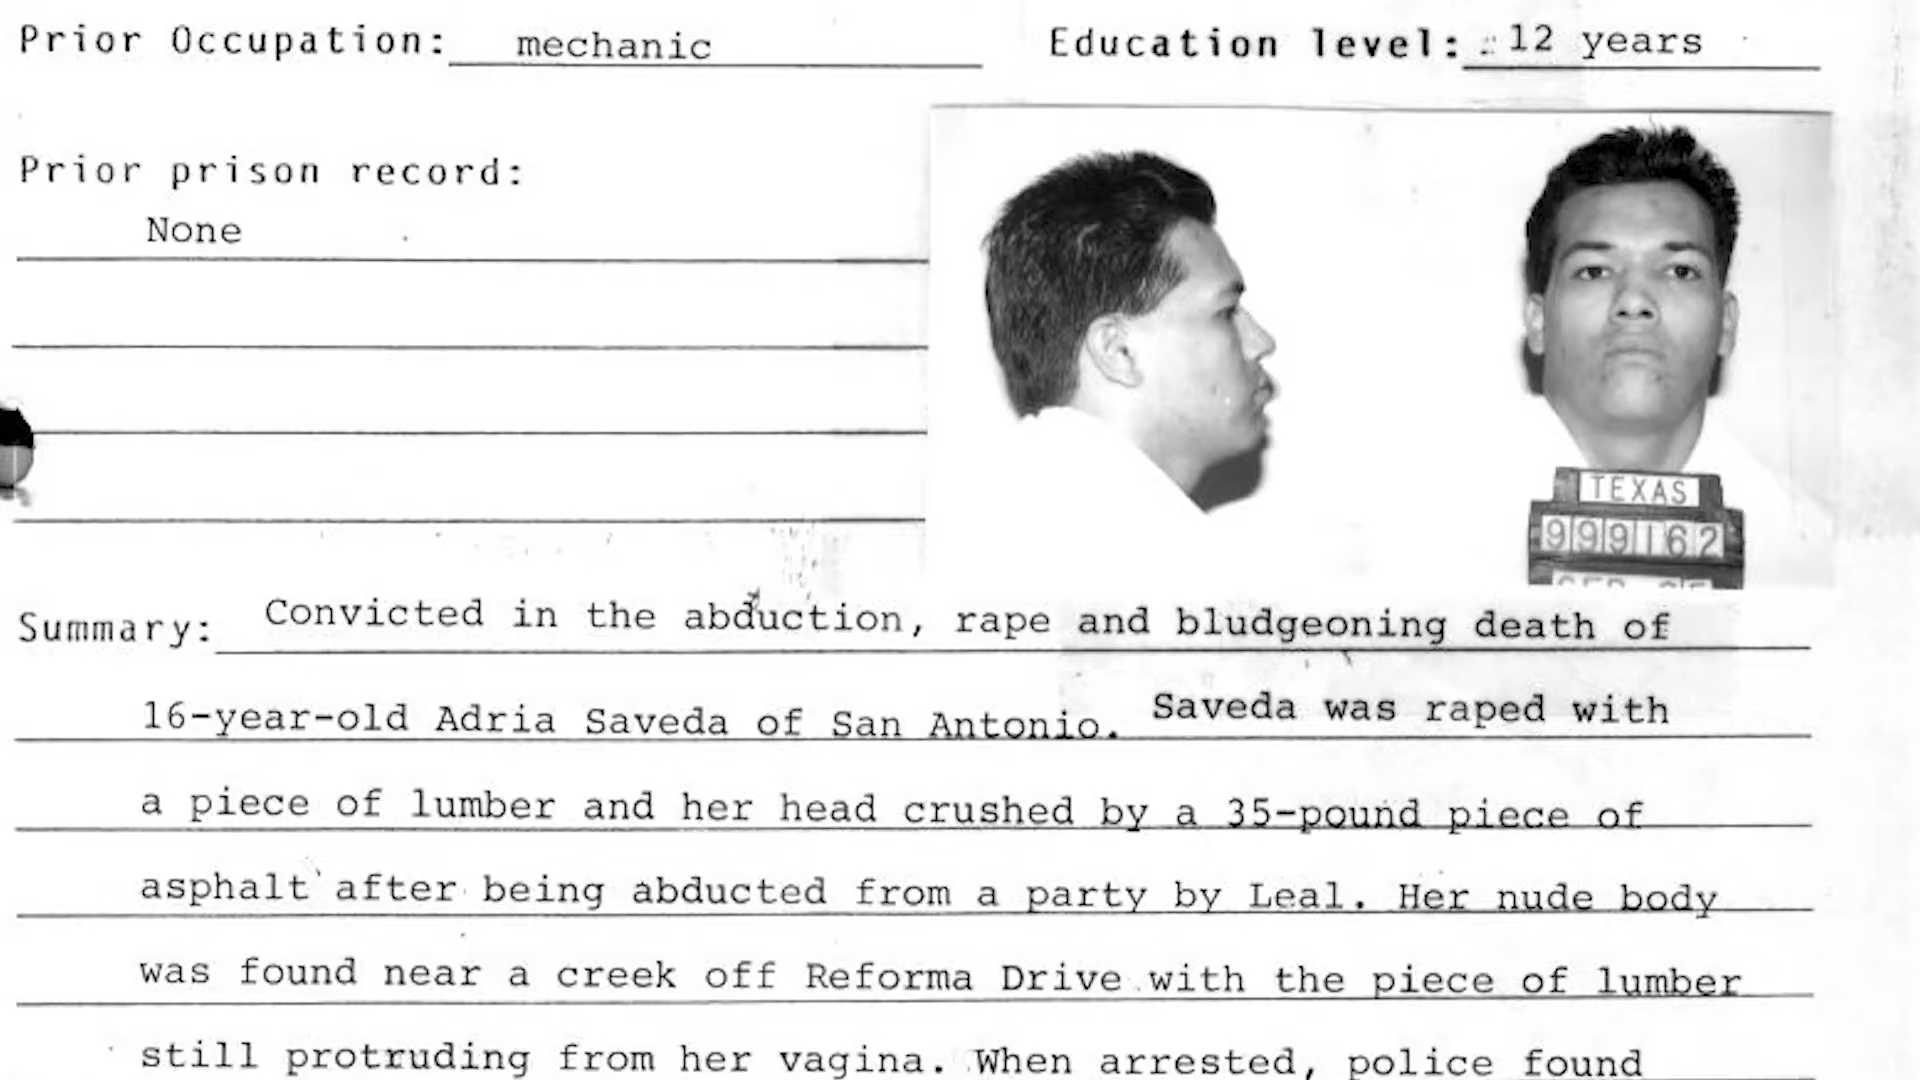 Prior Occupation: mechanic Education level: 12 years
Prior prison record:
None
TEXAS
999162
Summary: Convicted in the abduction, rape and bludgeoning death of
16-year-old Adria Saveda of San Antonio. Saveda was raped with
a piece of lumber and her head crushed by a 35-pound piece of
asphalt after being abducted from a party by Leal. Her nude body
was found near a creek off Reforma Drive with the piece of lumber
still protruding from her vagina. When arrested, police found